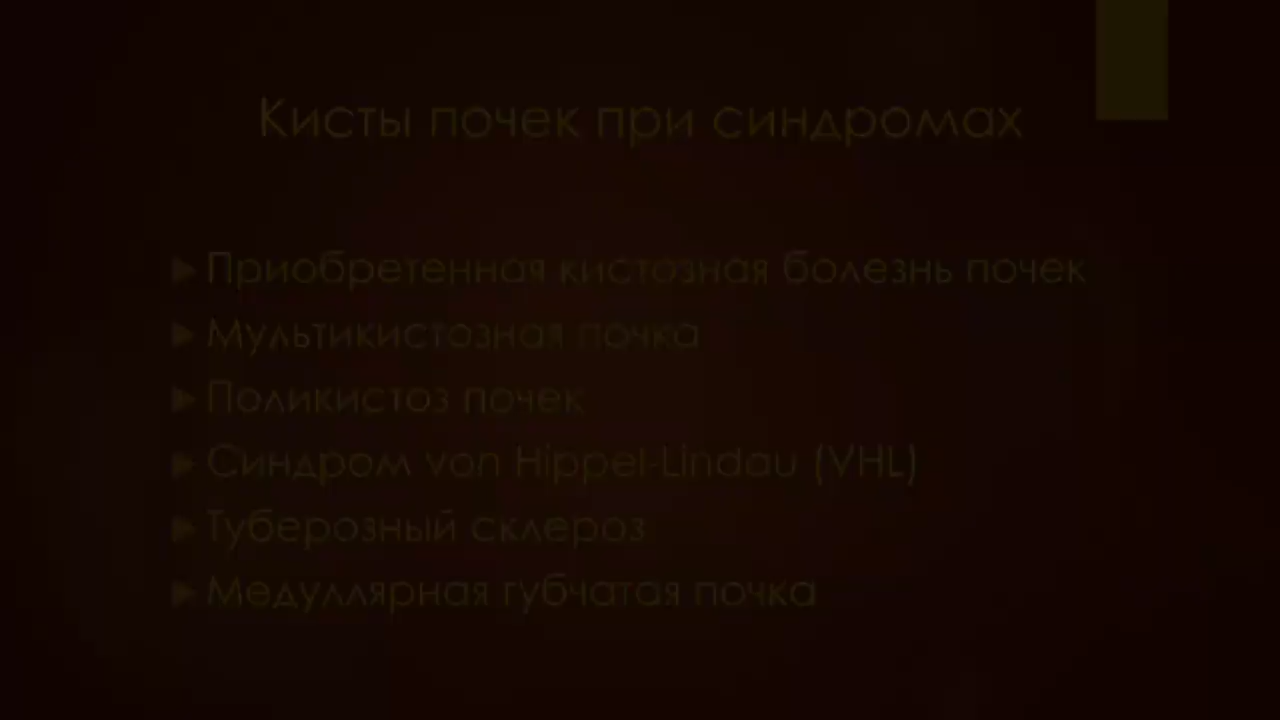 Кисты почек при синдромах
Приобретенная кистозная болезнь почек
Мультикистозная почка
Поликистоз почек
Синдром von Hippel-Lindau (VHL)
Туберозный склероз
Медуллярная губчатая почка